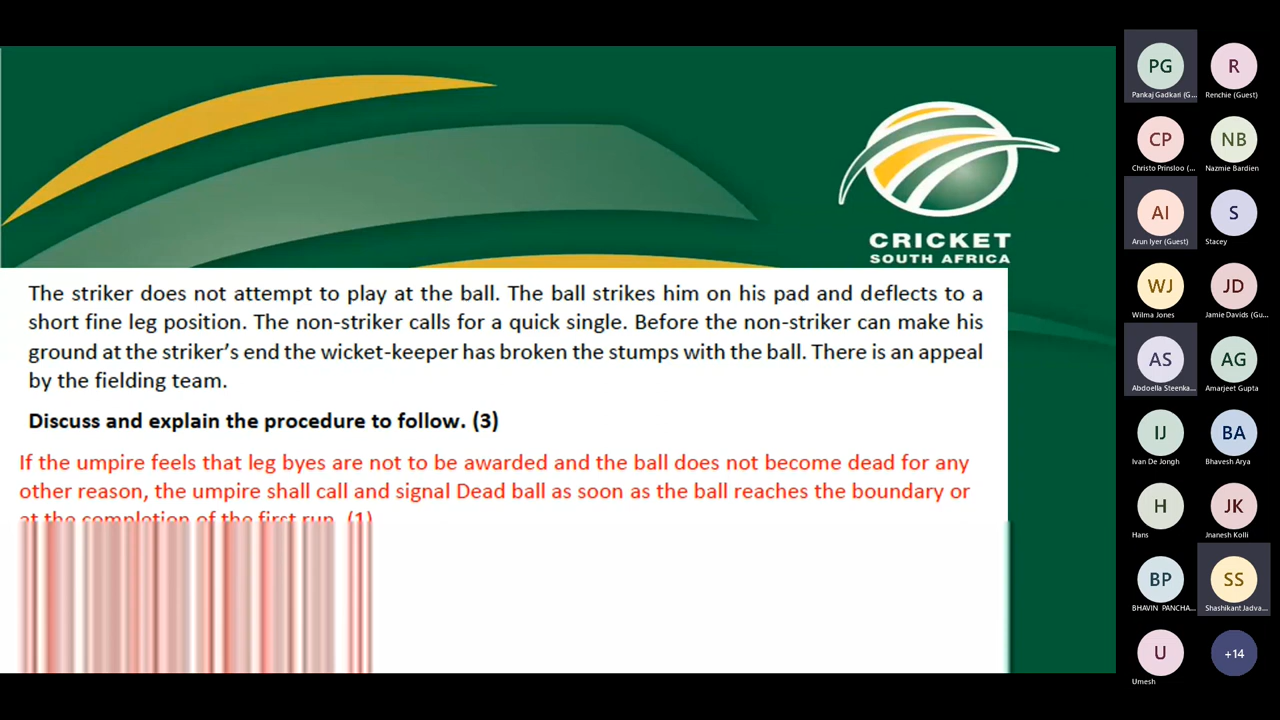 CRICKET
SOUTH AFRICA
The striker does not attempt to play at the ball. The ball strikes him on his pad and deflects to a
short fine leg position. The non-striker calls for a quick single. Before the non-striker can make his
ground at the striker's end the wicket-keeper has broken the stumps with the ball. There is an appeal
by the fielding team.
Discuss and explain the procedure to follow. (3)
If the umpire feels that leg byes are not to be awarded and the ball does not become dead for any
other reason, the umpire shall call and signal Dead ball as soon as the ball reaches the boundary or
at the completion of the first run. (1)
PG
R
Pankaj Gadkari (G...
Renchie (Guest)
CP
NB
Christo Prinsloo (...
Nazmie Bardien
AI
S
Arun Iyer (Guest)
Stacey
WJ
JD
Wilma Jones
Jamie Davids (Gu...
AS
AG
Abdoella Steenka...
Amarjeet Gupta
IJ
BA
Ivan De Jongh
Bhavesh Arya
H
JK
Hans
Jnanesh Kolli
BP
SS
BHAVIN PANCHA...
Shashikant Jadva...
U
+14
Umesh